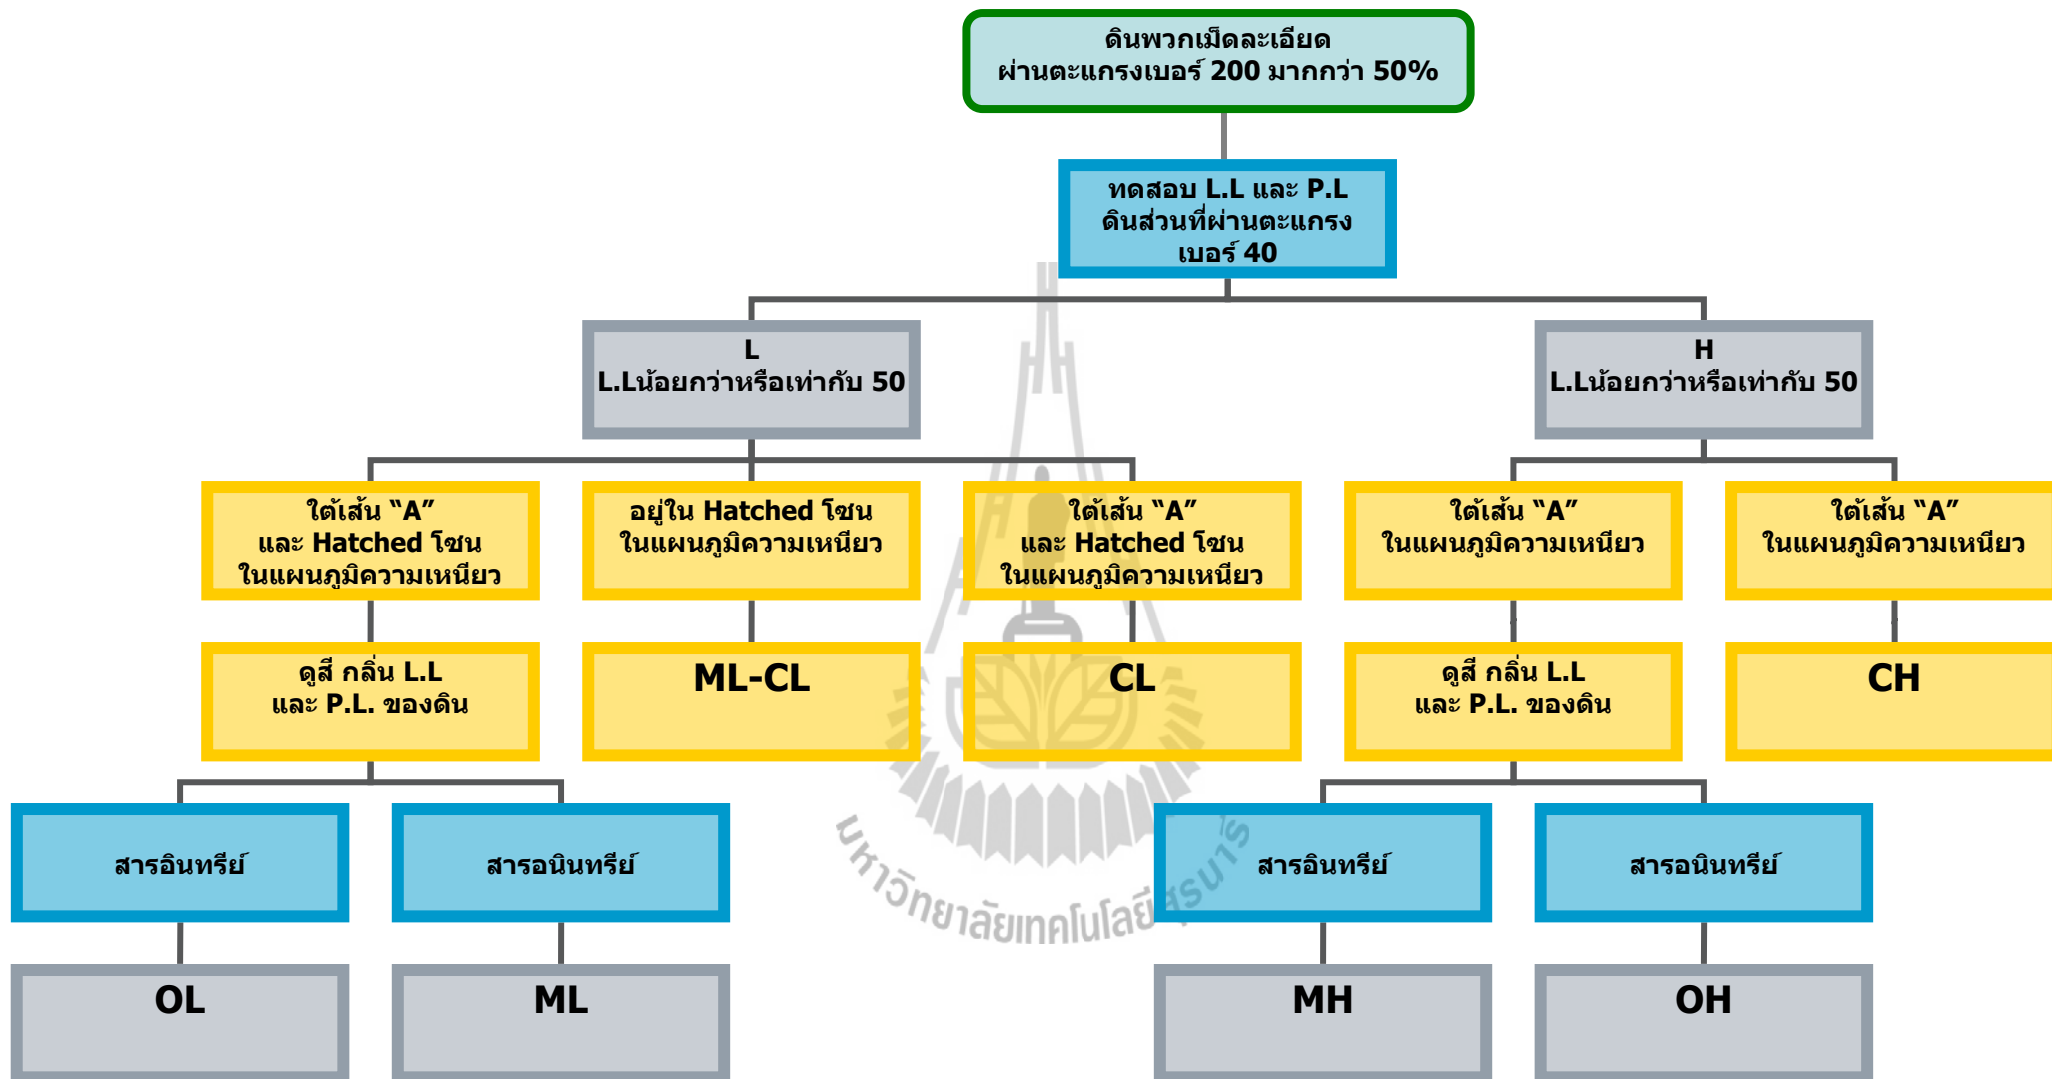 ดินพวกเม็ดละเอียด
ผ่านตะแกรงเบอร์ 200 มากกว่า 50%
ทดสอบ L.L และ P.L
ดินส่วนที่ผ่านตะแกรง
เบอร์ 40
L
L.Lน้อยกว่าหรือเท่ากับ 50
H
L.Lน้อยกว่าหรือเท่ากับ 50
ใต้เส้น “A”
และ Hatched โซน
ในแผนภูมิความเหนียว
อยู่ใน Hatched โซน
ในแผนภูมิความเหนียว
ใต้เส้น “A”
และ Hatched โซน
ในแผนภูมิความเหนียว
ใต้เส้น “A”
ในแผนภูมิความเหนียว
ใต้เส้น “A”
ในแผนภูมิความเหนียว
ดูสี กลิ่น L.L
และ P.L. ของดิน
ML-CL
CL
ดูสี กลิ่น L.L
และ P.L. ของดิน
CH
สารอินทรีย์
สารอนินทรีย์
สารอินทรีย์
สารอนินทรีย์
OL
ML
MH
OH
มหาวิทยาลัยเทคโนโลยีสุรนารี